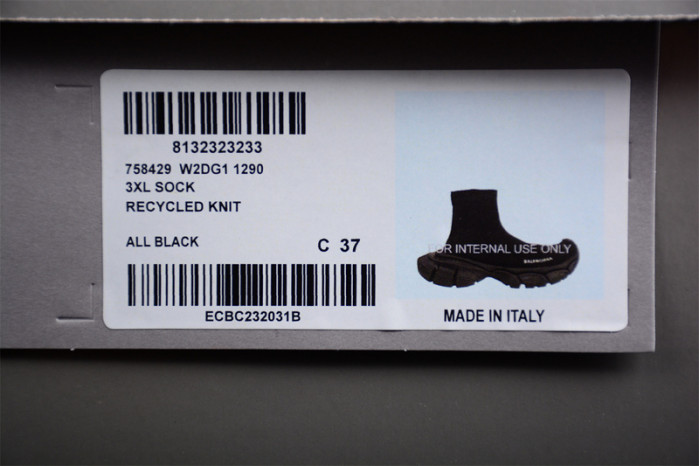 8132323233
758429 W2DG1 1290
3XL SOCK
RECYCLED KNIT
ALL BLACK
C 37
ECBC232031B
FOR INTERNAL USE ONLY
BALENCIAGA
MADE IN ITALY